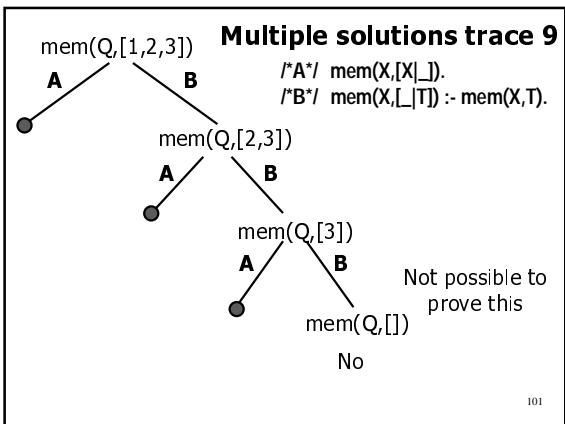 Multiple solutions trace 9
mem(Q,[1,2,3])
/*A*/ mem(X,[X|_]).
/*B*/ mem(X,[_|T]) :- mem(X,T).
A B
mem(Q,[2,3])
A B
mem(Q,[3])
A B
Not possible to
prove this
mem(Q,[])
No
101